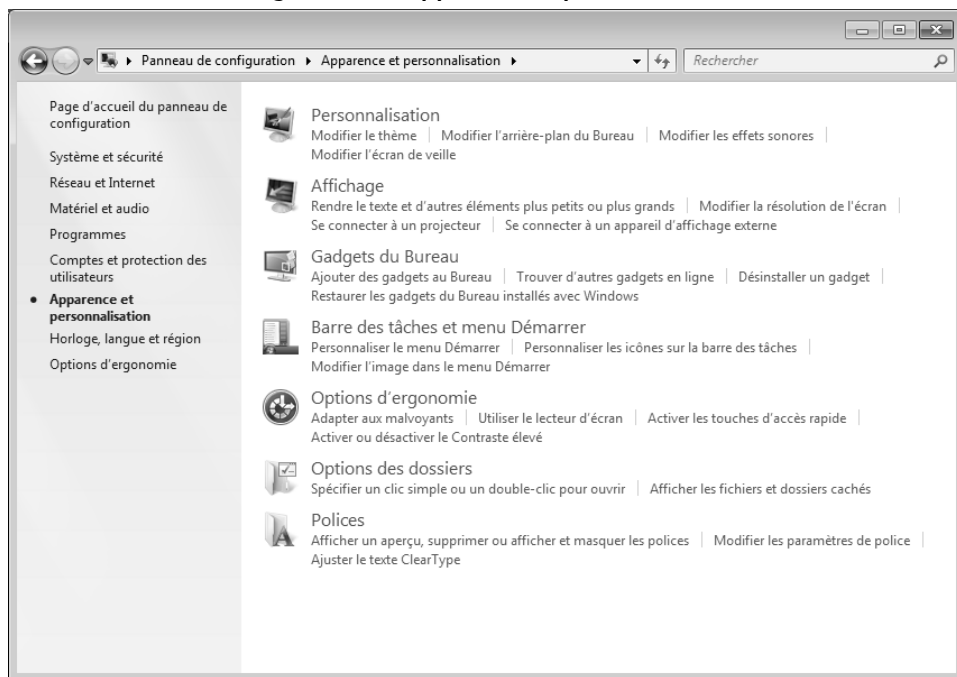 Panneau de configuration Apparence et personnalisation Rechercher
Page d'accueil du panneau de
configuration
Système et sécurité
Réseau et Internet
Matériel et audio
Programmes
Comptes et protection des
utilisateurs
Apparence et
personnalisation
Horloge, langue et région
Options d'ergonomie
Personnalisation
Modifier le thème Modifier l'arrière-plan du Bureau Modifier les effets sonores
Modifier l'écran de veille
Affichage
Rendre le texte et d'autres éléments plus petits ou plus grands Modifier la résolution de l'écran
Se connecter à un projecteur Se connecter à un appareil d'affichage externe
Gadgets du Bureau
Ajouter des gadgets au Bureau Trouver d'autres gadgets en ligne Désinstaller un gadget
Restaurer les gadgets du Bureau installés avec Windows
Barre des tâches et menu Démarrer
Personnaliser le menu Démarrer Personnaliser les icônes sur la barre des tâches
Modifier l'image dans le menu Démarrer
Options d'ergonomie
Adapter aux malvoyants Utiliser le lecteur d'écran Activer les touches d'accès rapide
Activer ou désactiver le Contraste élevé
Options des dossiers
Spécifier un clic simple ou un double-clic pour ouvrir Afficher les fichiers et dossiers cachés
Polices
Afficher un aperçu, supprimer ou afficher et masquer les polices Modifier les paramètres de police
Ajuster le texte ClearType